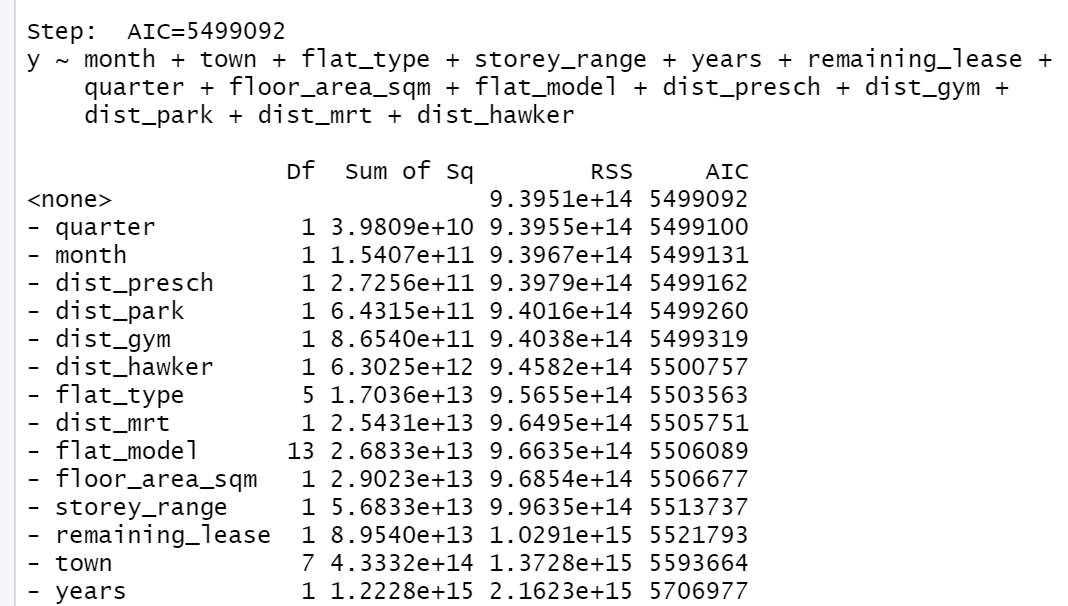 Step:  AIC=5499092
y ~ month + town + flat_type + storey_range + years + remaining_lease +
    quarter + floor_area_sqm + flat_model + dist_presch + dist_gym +
    dist_park + dist_mrt + dist_hawker
                  Df  Sum of Sq        RSS     AIC
<none>                          9.3951e+14 5499092
- quarter          1 3.9809e+10 9.3955e+14 5499100
- month            1 1.5407e+11 9.3967e+14 5499131
- dist_presch      1 2.7256e+11 9.3979e+14 5499162
- dist_park        1 6.4315e+11 9.4016e+14 5499260
- dist_gym         1 8.6540e+11 9.4038e+14 5499319
- dist_hawker      1 6.3025e+12 9.4582e+14 5500757
- flat_type        5 1.7036e+13 9.5655e+14 5503563
- dist_mrt         1 2.5431e+13 9.6495e+14 5505751
- flat_model      13 2.6833e+13 9.6635e+14 5506089
- floor_area_sqm   1 2.9023e+13 9.6854e+14 5506677
- storey_range     1 5.6833e+13 9.9635e+14 5513737
- remaining_lease  1 8.9540e+13 1.0291e+15 5521793
- town             7 4.3332e+14 1.3728e+15 5593664
- years            1 1.2228e+15 2.1623e+15 5706977